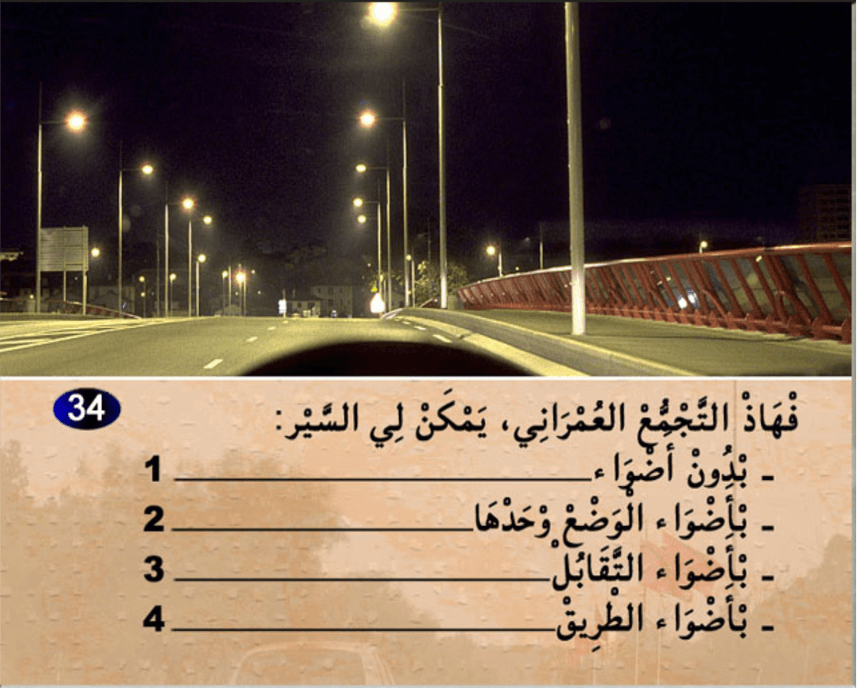 34
فْهَاذْ التَّجْمُّعْ العُمْرَانِي، يَمْكَنْ لِي السَّيْر:
- بْدُونْ أَضْوَاء 1
- بْأَضْوَاء الْوَضْعْ وْحَدْهَا 2
- بْأَضْوَاء التَّقَابُلْ 3
- بْأَضْوَاء الطْرِيقْ 4